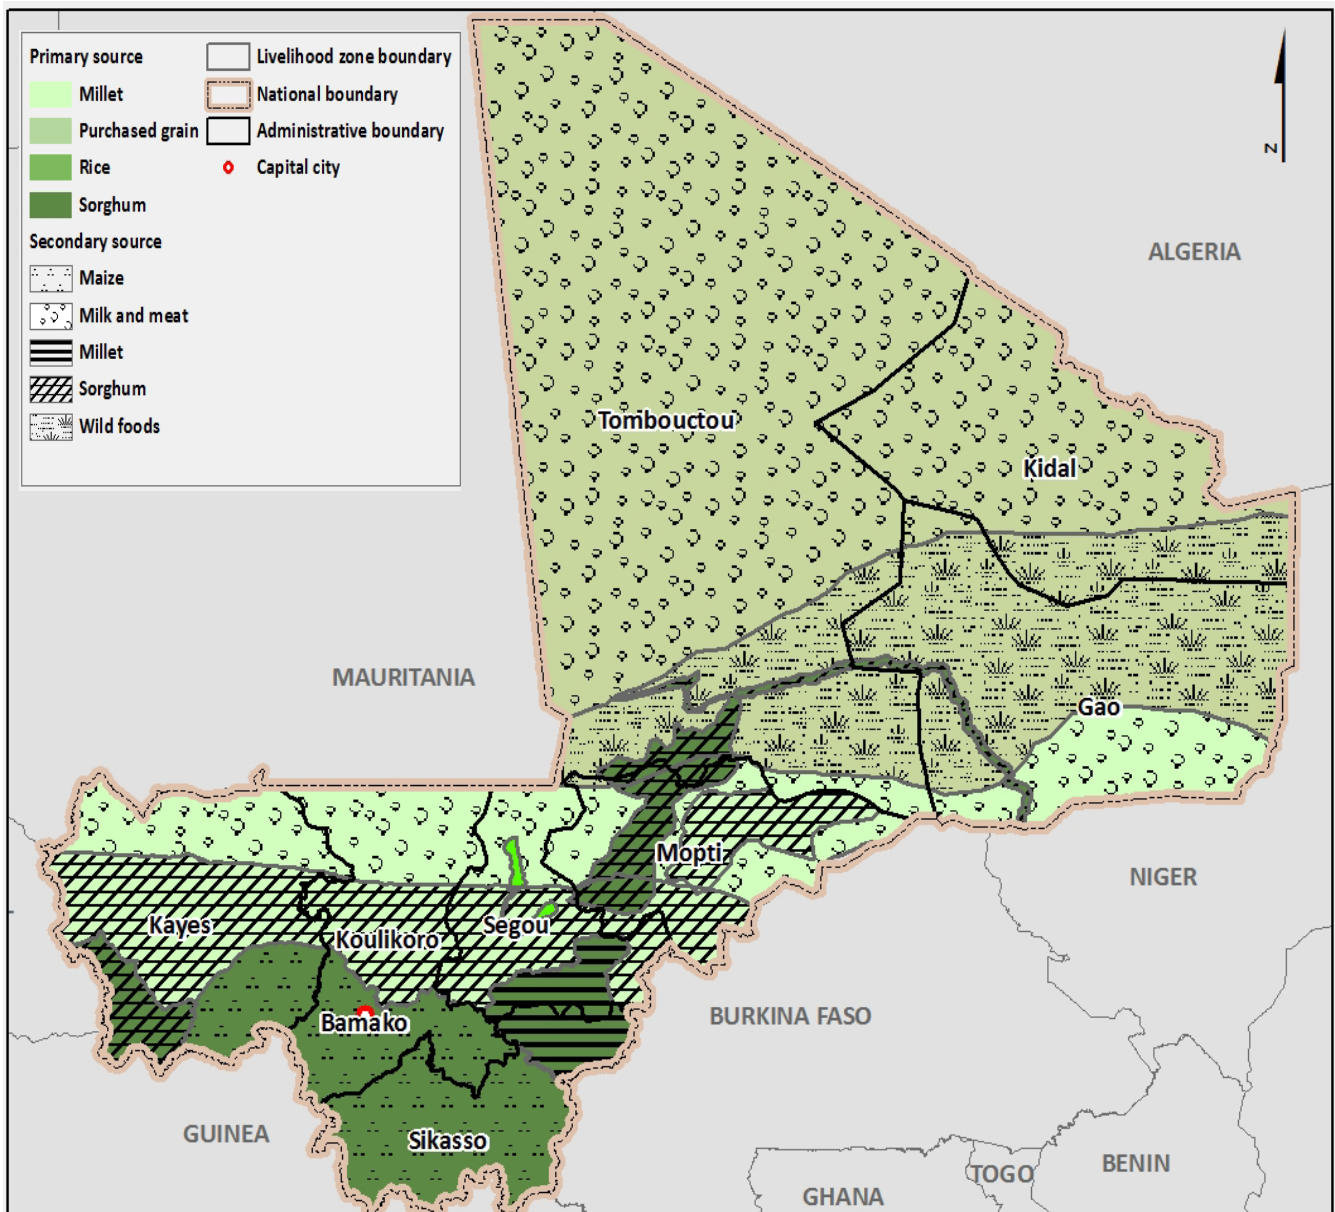 Primary source
Millet
Purchased grain
Rice
Sorghum
Secondary source
Maize
Milk and meat
Millet
Sorghum
Wild foods
Livelihood zone boundary
National boundary
Administrative boundary
Capital city
N
ALGERIA
Tombouctou
Kidal
MAURITANIA
Gao
Mopti
NIGER
Kayes
Koulikoro
Segou
Bamako
BURKINA FASO
GUINEA
Sikasso
BENIN
TOGO
GHANA